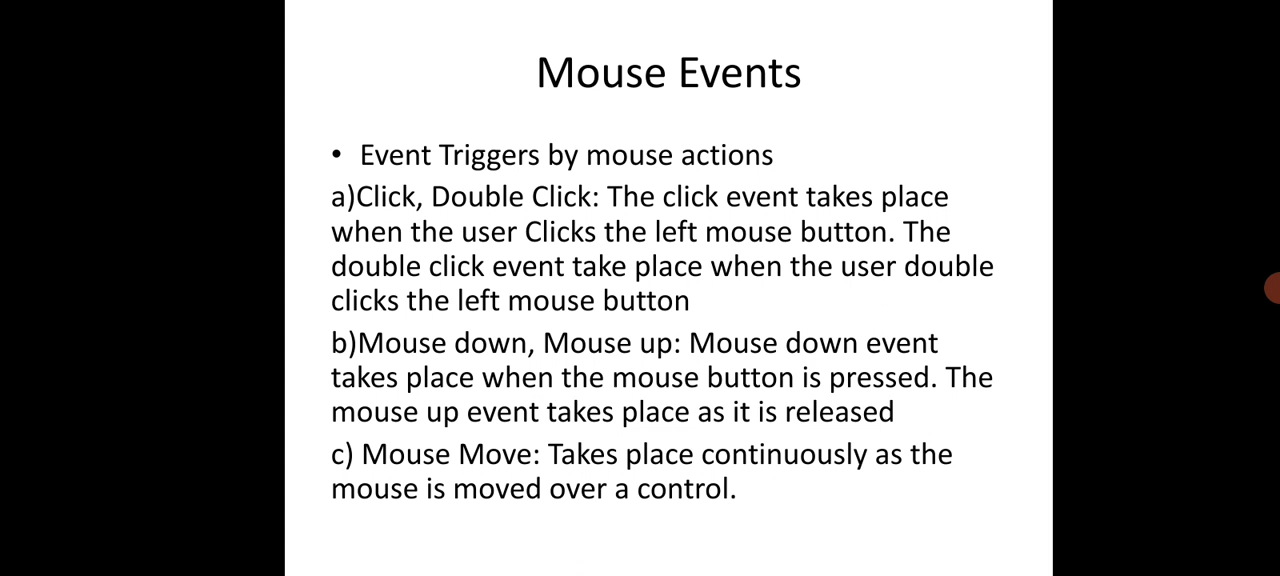 Mouse Events
• Event Triggers by mouse actions
a)Click, Double Click: The click event takes place
when the user Clicks the left mouse button. The
double click event take place when the user double
clicks the left mouse button
b)Mouse down, Mouse up: Mouse down event
takes place when the mouse button is pressed. The
mouse up event takes place as it is released
c) Mouse Move: Takes place continuously as the
mouse is moved over a control.